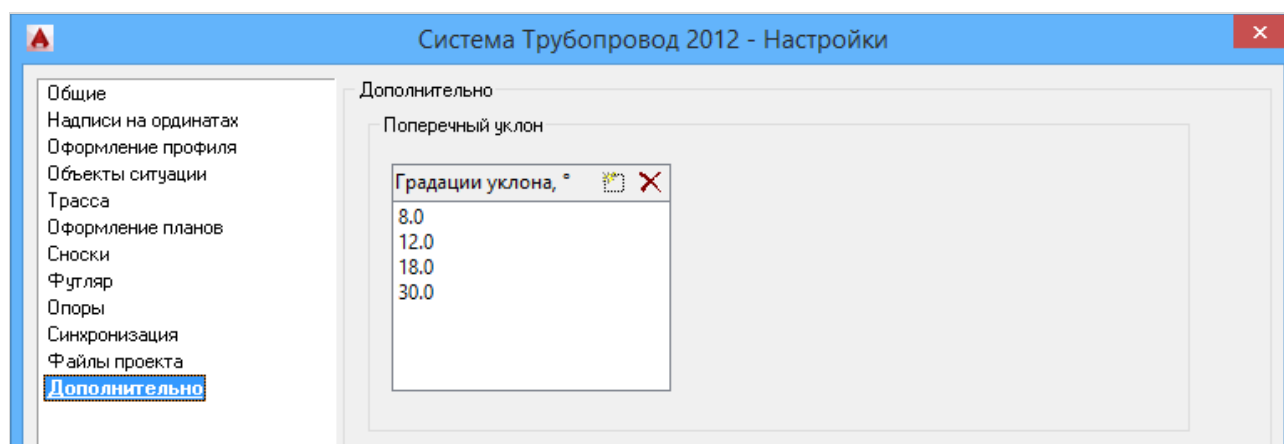 Система Трубопровод 2012 - Настройки
Общие
Надписи на ординатах
Оформление профиля
Объекты ситуации
Трасса
Оформление планов
Сноски
Футляр
Опоры
Синхронизация
Файлы проекта
Дополнительно
Дополнительно
Поперечный уклон
Градации уклона, °
8.0
12.0
18.0
30.0